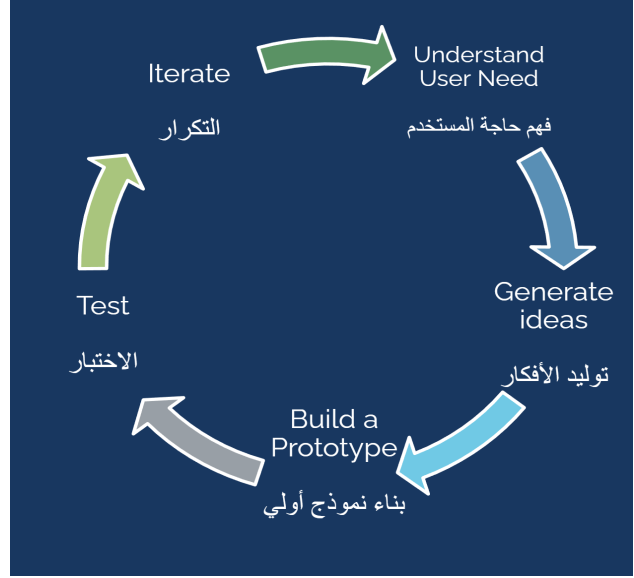 Understand
User Need
فهم حاجة المستخدم
Generate
ideas
توليد الأفكار
Build a
Prototype
بناء نموذج أولي
Test
الاختبار
Iterate
التكرار